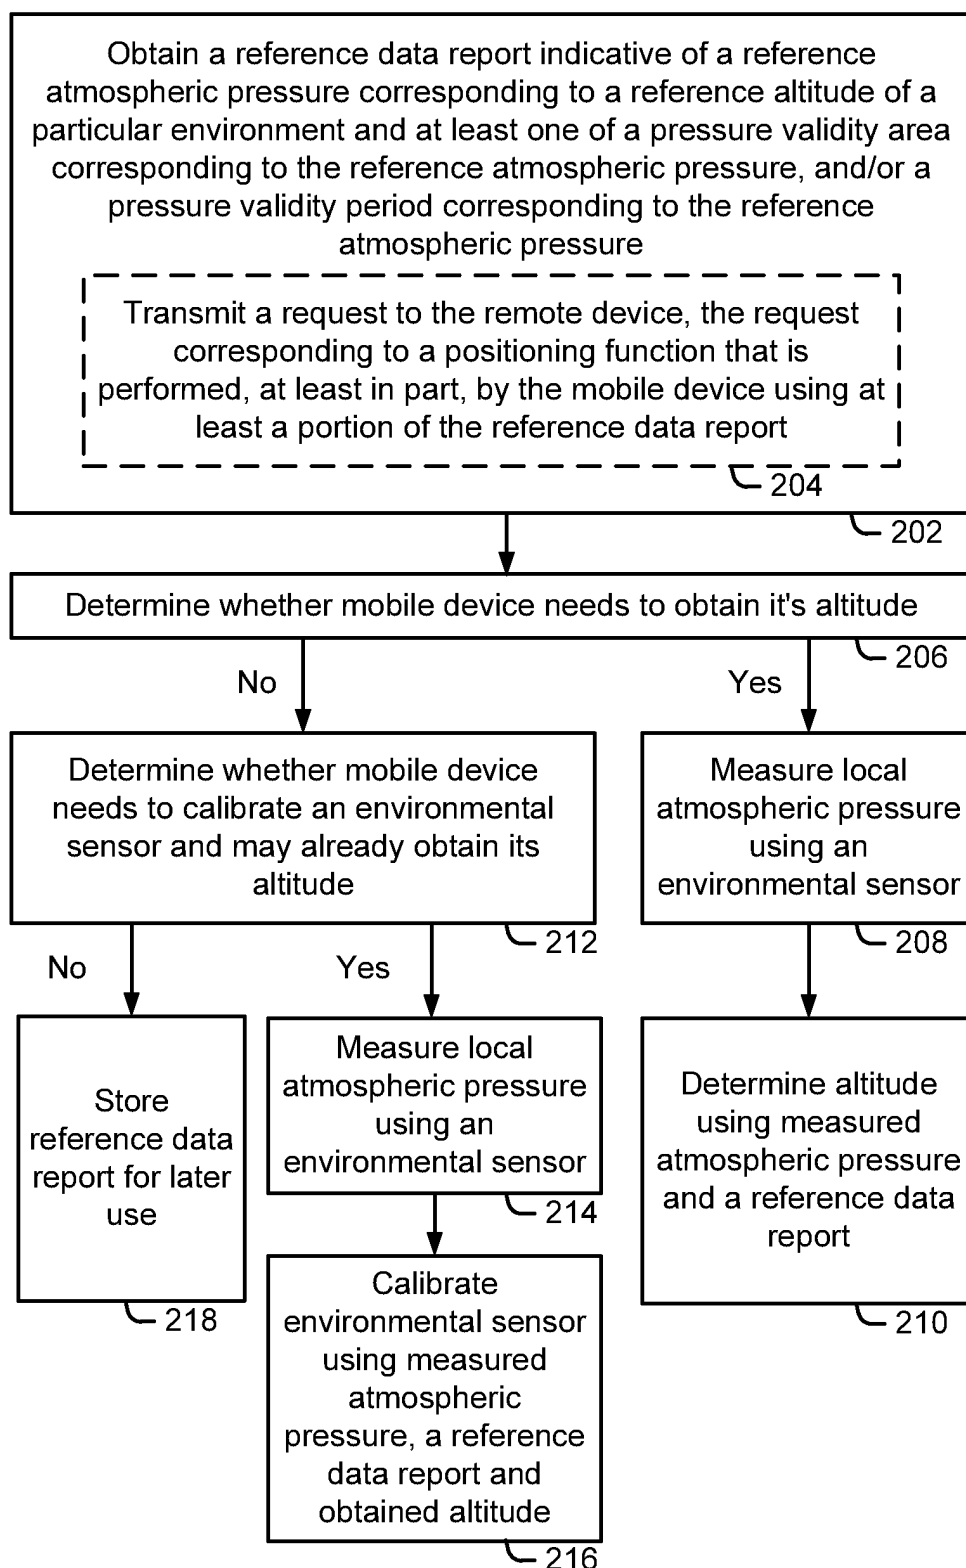 Obtain a reference data report indicative of a reference
atmospheric pressure corresponding to a reference altitude of a
particular environment and at least one of a pressure validity area
corresponding to the reference atmospheric pressure, and/or a
pressure validity period corresponding to the reference
atmospheric pressure
Transmit a request to the remote device, the request
corresponding to a positioning function that is
performed, at least in part, by the mobile device using at
least a portion of the reference data report
204
202
Determine whether mobile device needs to obtain it's altitude
206
No
Yes
Determine whether mobile device
needs to calibrate an environmental
sensor and may already obtain its
altitude
212
Measure local
atmospheric pressure
using an
environmental sensor
208
No
Yes
Store
reference data
report for later
use
218
Measure local
atmospheric pressure
using an
environmental sensor
214
Determine altitude
using measured
atmospheric pressure
and a reference data
report
210
Calibrate
environmental sensor
using measured
atmospheric
pressure, a reference
data report and
obtained altitude
216